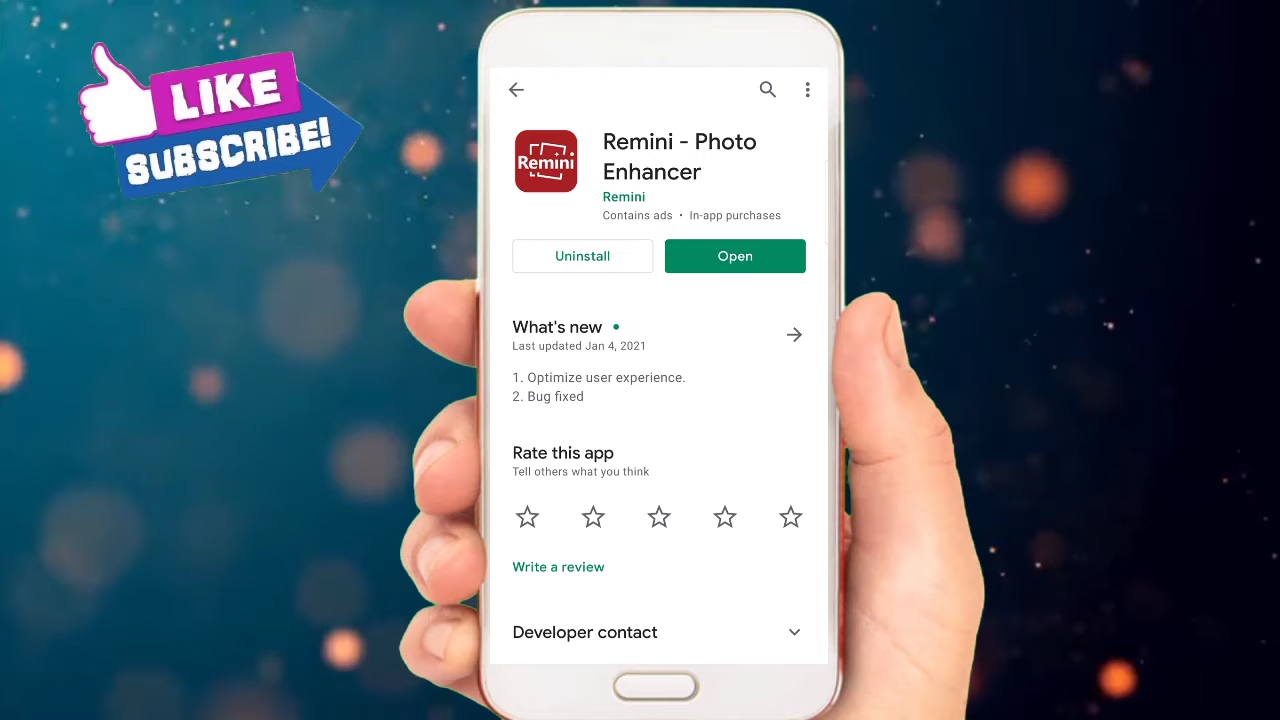 LIKE
SUBSCRIBE!
Remini
Remini - Photo
Enhancer
Remini
Contains ads • In-app purchases
Uninstall
Open
What's new •
Last updated Jan 4, 2021
1. Optimize user experience.
2. Bug fixed
Rate this app
Tell others what you think
Write a review
Developer contact